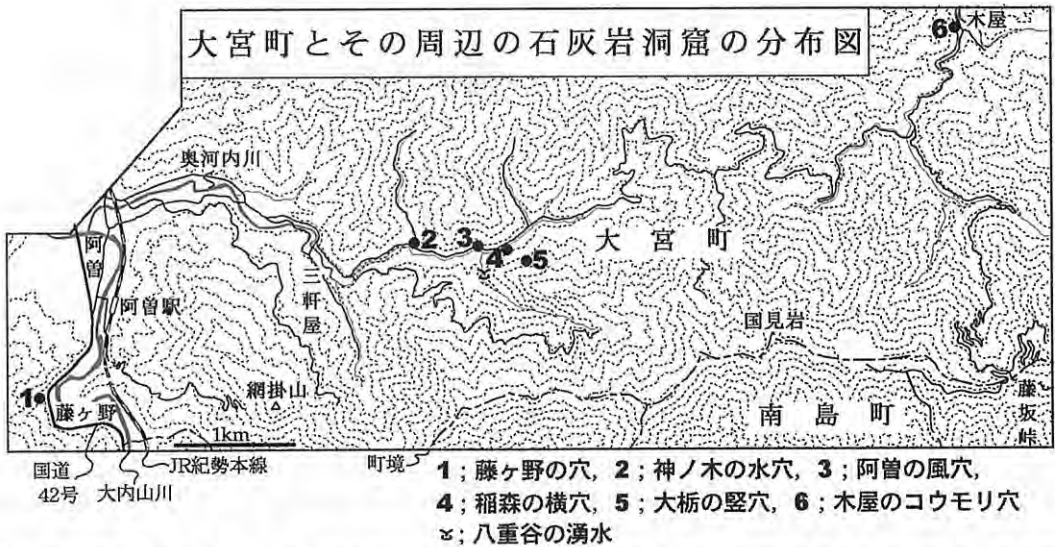 大宮町とその周辺の石灰岩洞窟の分布図
6
木屋
奥河内川
阿曽
2
3
4
5
大宮町
三軒屋
阿曽駅
国見岩
1
藤ヶ野
網掛山
南島町
藤坂峠
1km
国道
42号
大内山川
JR紀勢本線
町境
1；藤ヶ野の穴，2；神ノ木の水穴，3；阿曽の風穴，
4；稲森の横穴，5；大栃の竪穴，6；木屋のコウモリ穴
；八重谷の湧水